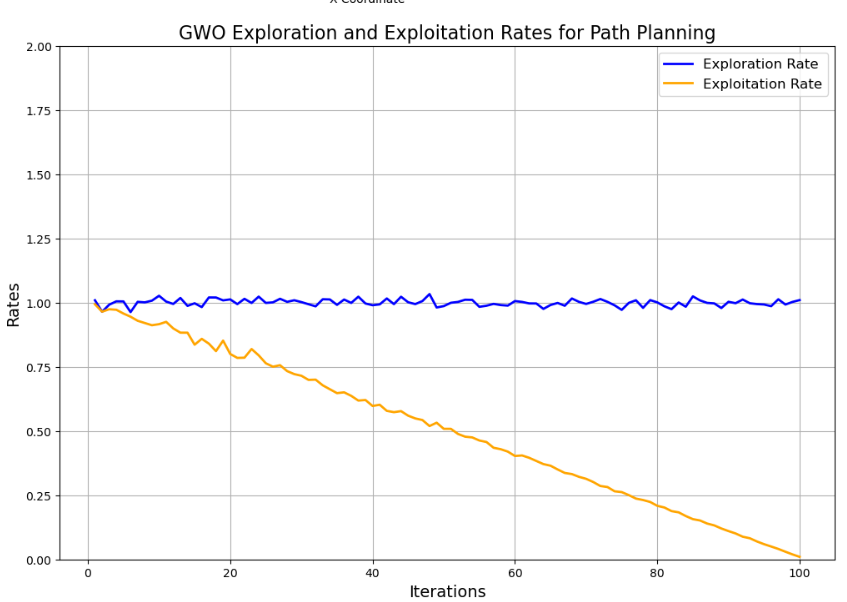 X Coordinate
GWO Exploration and Exploitation Rates for Path Planning
2.00
Exploration Rate
Exploitation Rate
1.75
1.50
1.25
1.00
0.75
0.50
0.25
0.00
Rates
0 20 40 60 80 100
Iterations